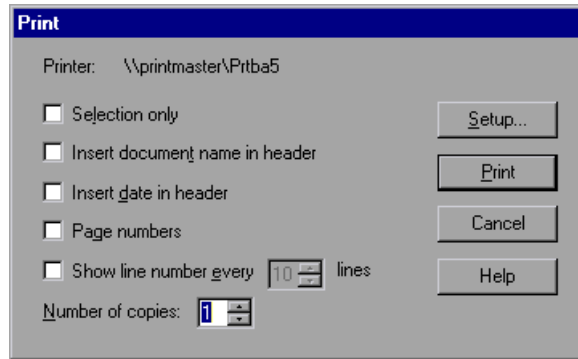 Print
Printer: \\printmaster\Prtba5
Selection only
Setup...
Insert document name in header
Print
Insert date in header
Page numbers
Cancel
Show line number every 10 lines
Help
Number of copies: 1